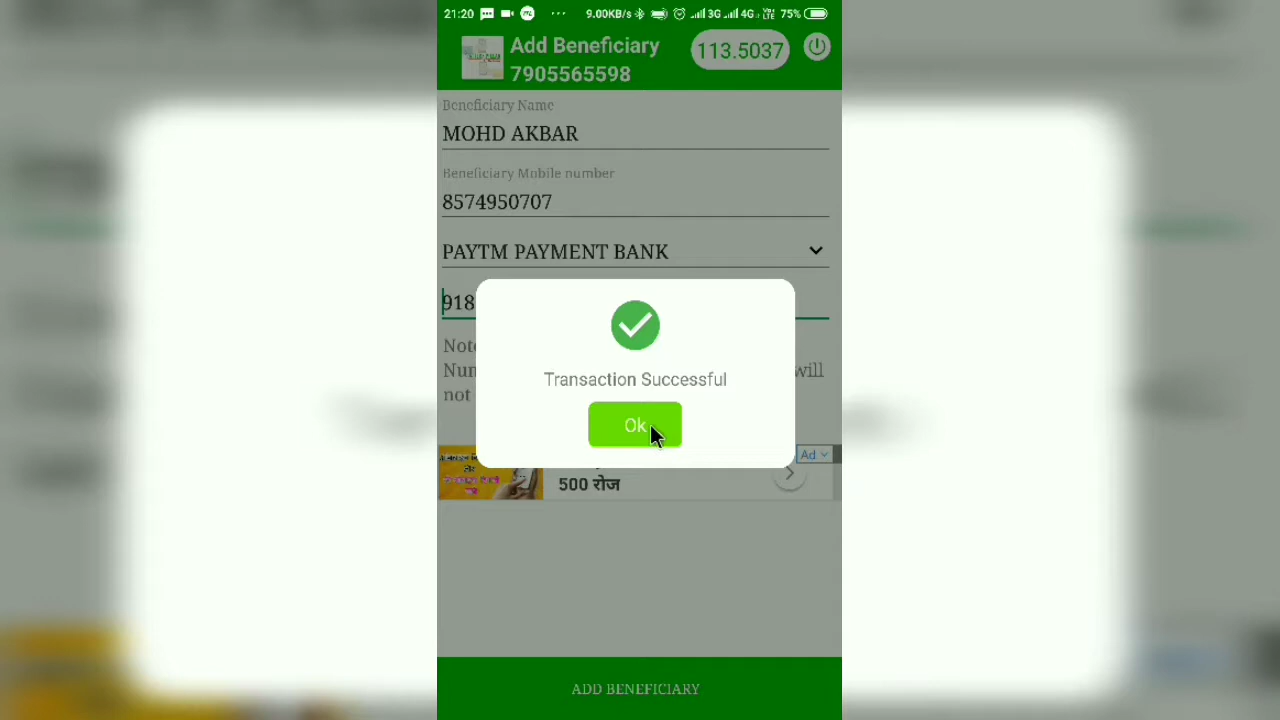 21:20 ... 9.00KB/s 3G 4G 75%
Add Beneficiary
7905565598
113.5037
Beneficiary Name
MOHD AKBAR
Beneficiary Mobile number
8574950707
PAYTM PAYMENT BANK
918
Note
Num
will
not
Transaction Successful
Ok
Ad
500 रोज
ADD BENEFICIARY